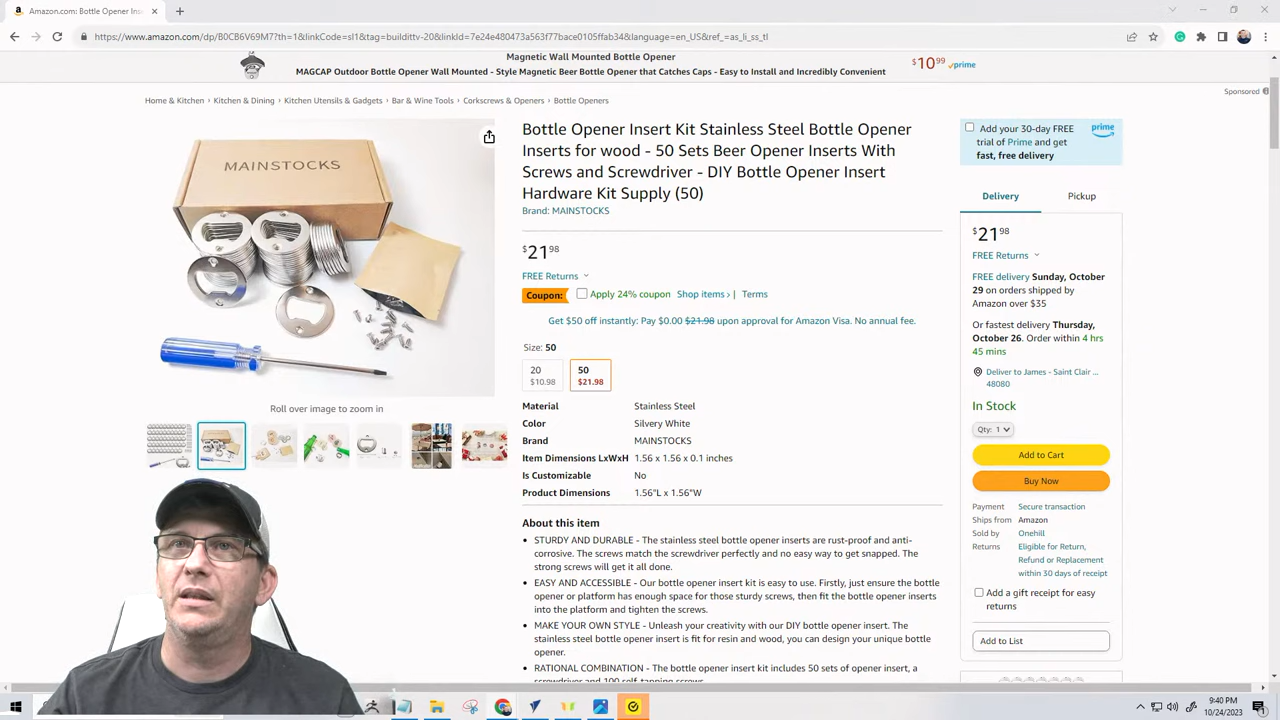 Amazon.com: Bottle Opener Ins
https://www.amazon.com/dp/B0CB6V69M7?th=1&linkCode=sl1&tag=buildittv-20&linkId=7e24e480473a563f77bace0105ffab34&language=en_US&ref_=as_li_ss_tl
Magnetic Wall Mounted Bottle Opener
MAGCAP Outdoor Bottle Opener Wall Mounted - Style Magnetic Beer Bottle Opener that Catches Caps - Easy to Install and Incredibly Convenient
$10 99 prime
Sponsored
Home & Kitchen › Kitchen & Dining › Kitchen Utensils & Gadgets › Bar & Wine Tools › Corkscrews & Openers › Bottle Openers
MAINSTOCKS
Roll over image to zoom in
Bottle Opener Insert Kit Stainless Steel Bottle Opener
Inserts for wood - 50 Sets Beer Opener Inserts With
Screws and Screwdriver - DIY Bottle Opener Insert
Hardware Kit Supply (50)
Brand: MAINSTOCKS
$21 98
FREE Returns
Coupon: Apply 24% coupon Shop items › | Terms
Get $50 off instantly: Pay $0.00 $21.98 upon approval for Amazon Visa. No annual fee.
Size: 50
20 50
$10.98 $21.98
Material Stainless Steel
Color Silvery White
Brand MAINSTOCKS
Item Dimensions LxWxH 1.56 x 1.56 x 0.1 inches
Is Customizable No
Product Dimensions 1.56"L x 1.56"W
About this item
• STURDY AND DURABLE - The stainless steel bottle opener inserts are rust-proof and anti-
corrosive. The screws match the screwdriver perfectly and no easy way to get snapped. The
strong screws will get it all done.
• EASY AND ACCESSIBLE - Our bottle opener insert kit is easy to use. Firstly, just ensure the bottle
opener or platform has enough space for those sturdy screws, then fit the bottle opener inserts
into the platform and tighten the screws.
• MAKE YOUR OWN STYLE - Unleash your creativity with our DIY bottle opener insert. The
stainless steel bottle opener insert is fit for resin and wood, you can design your unique bottle
opener.
• RATIONAL COMBINATION - The bottle opener insert kit includes 50 sets of opener insert, a
screwdriver and 100 self-tapping screws.
Add your 30-day FREE
trial of Prime and get
fast, free delivery
prime
Delivery Pickup
$21 98
FREE Returns
FREE delivery Sunday, October
29 on orders shipped by
Amazon over $35
Or fastest delivery Thursday,
October 26. Order within 4 hrs
45 mins
Deliver to James - Saint Clair ...
48080
In Stock
Qty: 1
Add to Cart
Buy Now
Payment Secure transaction
Ships from Amazon
Sold by Onehill
Returns Eligible for Return,
Refund or Replacement
within 30 days of receipt
Add a gift receipt for easy
returns
Add to List
9:40 PM
10/24/2023